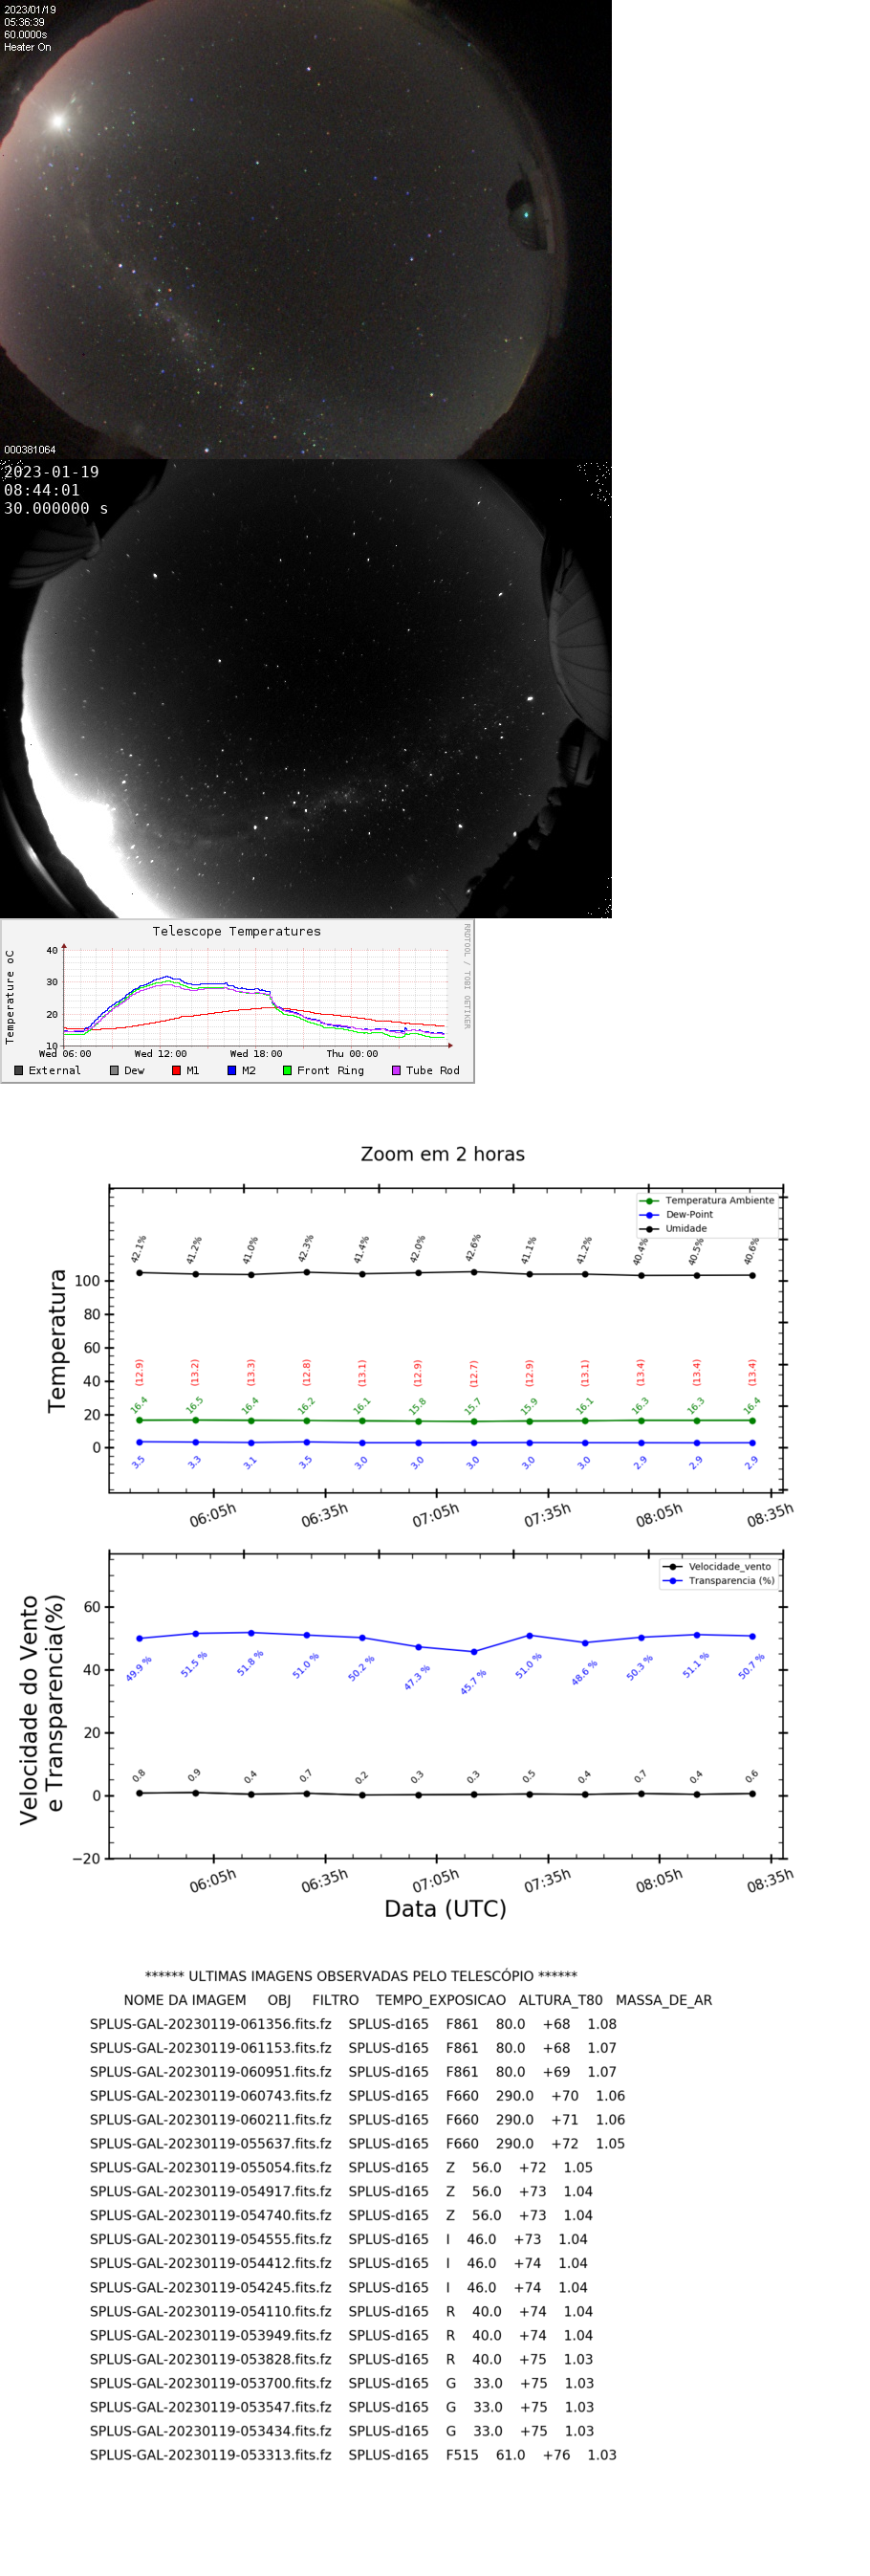 2023/01/19
05:36:39
60.0000s
Heater On
000381064
2023-01-19
08:44:01
30.000000 s
Telescope Temperatures
RRDTOOL / TOBI OETIKER
Temperature oC
40
30
20
10
Wed 06:00 Wed 12:00 Wed 18:00 Thu 00:00
External Dew M1 M2 Front Ring Tube Rod
Zoom em 2 horas
Temperatura Ambiente
Dew-Point
Umidade
Temperatura
42.1% 41.2% 41.0% 42.3% 41.4% 42.0% 42.6% 41.1% 41.2% 40.4% 40.5% 40.6%
100
80
60
40
20
0
(12.9) (13.2) (13.3) (12.8) (13.1) (12.9) (12.7) (12.9) (13.1) (13.4) (13.4) (13.4)
16.4 16.5 16.4 16.2 16.1 15.8 15.7 15.9 16.1 16.3 16.3 16.4
3.5 3.3 3.1 3.5 3.0 3.0 3.0 3.0 3.0 2.9 2.9 2.9
06:05h 06:35h 07:05h 07:35h 08:05h 08:35h
Velocidade_vento
Transparencia (%)
Velocidade do Vento
e Transparencia(%)
60
40
20
0
−20
49.9 % 51.5 % 51.8 % 51.0 % 50.2 % 47.3 % 45.7 % 51.0 % 48.6 % 50.3 % 51.1 % 50.7 %
0.8 0.9 0.4 0.7 0.2 0.3 0.3 0.5 0.4 0.7 0.4 0.6
06:05h 06:35h 07:05h 07:35h 08:05h 08:35h
Data (UTC)
****** ULTIMAS IMAGENS OBSERVADAS PELO TELESCÓPIO ******
NOME DA IMAGEM OBJ FILTRO TEMPO_EXPOSICAO ALTURA_T80 MASSA_DE_AR
SPLUS-GAL-20230119-061356.fits.fz SPLUS-d165 F861 80.0 +68 1.08
SPLUS-GAL-20230119-061153.fits.fz SPLUS-d165 F861 80.0 +68 1.07
SPLUS-GAL-20230119-060951.fits.fz SPLUS-d165 F861 80.0 +69 1.07
SPLUS-GAL-20230119-060743.fits.fz SPLUS-d165 F660 290.0 +70 1.06
SPLUS-GAL-20230119-060211.fits.fz SPLUS-d165 F660 290.0 +71 1.06
SPLUS-GAL-20230119-055637.fits.fz SPLUS-d165 F660 290.0 +72 1.05
SPLUS-GAL-20230119-055054.fits.fz SPLUS-d165 Z 56.0 +72 1.05
SPLUS-GAL-20230119-054917.fits.fz SPLUS-d165 Z 56.0 +73 1.04
SPLUS-GAL-20230119-054740.fits.fz SPLUS-d165 Z 56.0 +73 1.04
SPLUS-GAL-20230119-054555.fits.fz SPLUS-d165 I 46.0 +73 1.04
SPLUS-GAL-20230119-054412.fits.fz SPLUS-d165 I 46.0 +74 1.04
SPLUS-GAL-20230119-054245.fits.fz SPLUS-d165 I 46.0 +74 1.04
SPLUS-GAL-20230119-054110.fits.fz SPLUS-d165 R 40.0 +74 1.04
SPLUS-GAL-20230119-053949.fits.fz SPLUS-d165 R 40.0 +74 1.04
SPLUS-GAL-20230119-053828.fits.fz SPLUS-d165 R 40.0 +75 1.03
SPLUS-GAL-20230119-053700.fits.fz SPLUS-d165 G 33.0 +75 1.03
SPLUS-GAL-20230119-053547.fits.fz SPLUS-d165 G 33.0 +75 1.03
SPLUS-GAL-20230119-053434.fits.fz SPLUS-d165 G 33.0 +75 1.03
SPLUS-GAL-20230119-053313.fits.fz SPLUS-d165 F515 61.0 +76 1.03